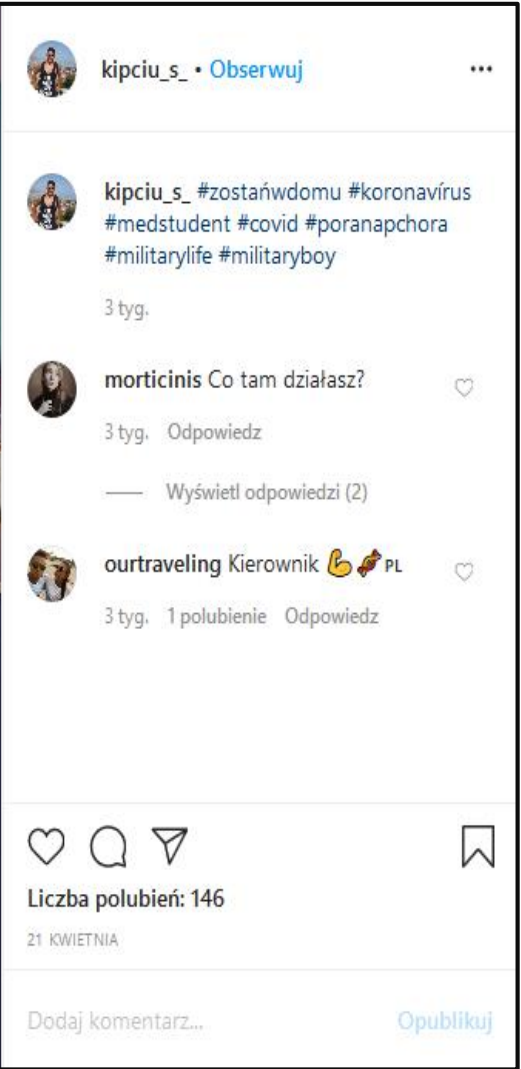 kipciu_s_ • Obserwuj
kipciu_s_ #zostańwdomu #koronavírus
#medstudent #covid #poranapchora
#militarylife #militaryboy
3 tyg.
morticinis Co tam działasz?
3 tyg. Odpowiedz
Wyświetl odpowiedzi (2)
ourtraveling Kierownik 💪🍬 PL
3 tyg. 1 polubienie Odpowiedz
Liczba polubień: 146
21 KWIETNIA
Dodaj komentarz... Opublikuj